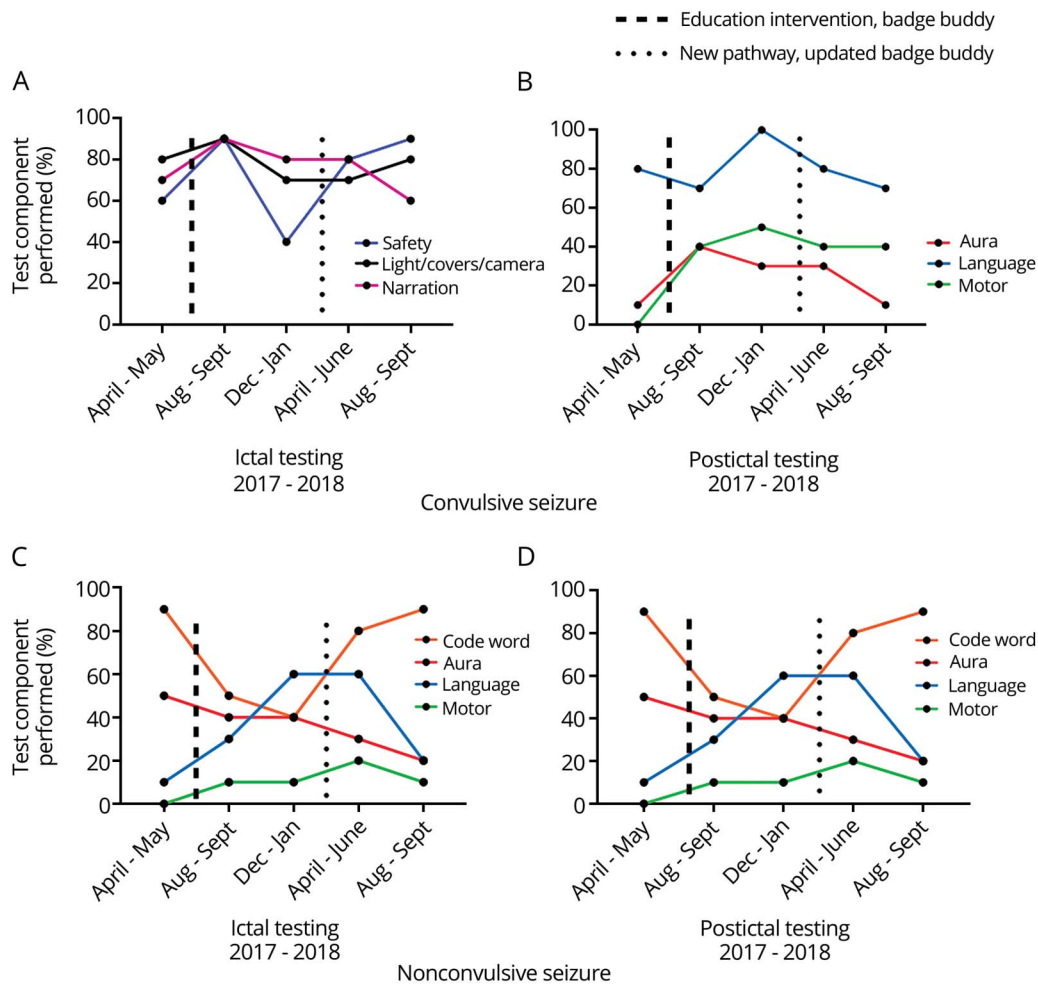 Education intervention, badge buddy
New pathway, updated badge buddy
A
Test component
performed (%)
100
80
60
40
20
0
Safety
Light/covers/camera
Narration
April - May
Aug - Sept
Dec - Jan
April - June
Aug - Sept
Ictal testing
2017 - 2018
B
100
80
60
40
20
0
Aura
Language
Motor
April - May
Aug - Sept
Dec - Jan
April - June
Aug - Sept
Postictal testing
2017 - 2018
Convulsive seizure
C
Test component
performed (%)
100
80
60
40
20
0
Code word
Aura
Language
Motor
April - May
Aug - Sept
Dec - Jan
April - June
Aug - Sept
Ictal testing
2017 - 2018
D
100
80
60
40
20
0
Code word
Aura
Language
Motor
April - May
Aug - Sept
Dec - Jan
April - June
Aug - Sept
Postictal testing
2017 - 2018
Nonconvulsive seizure